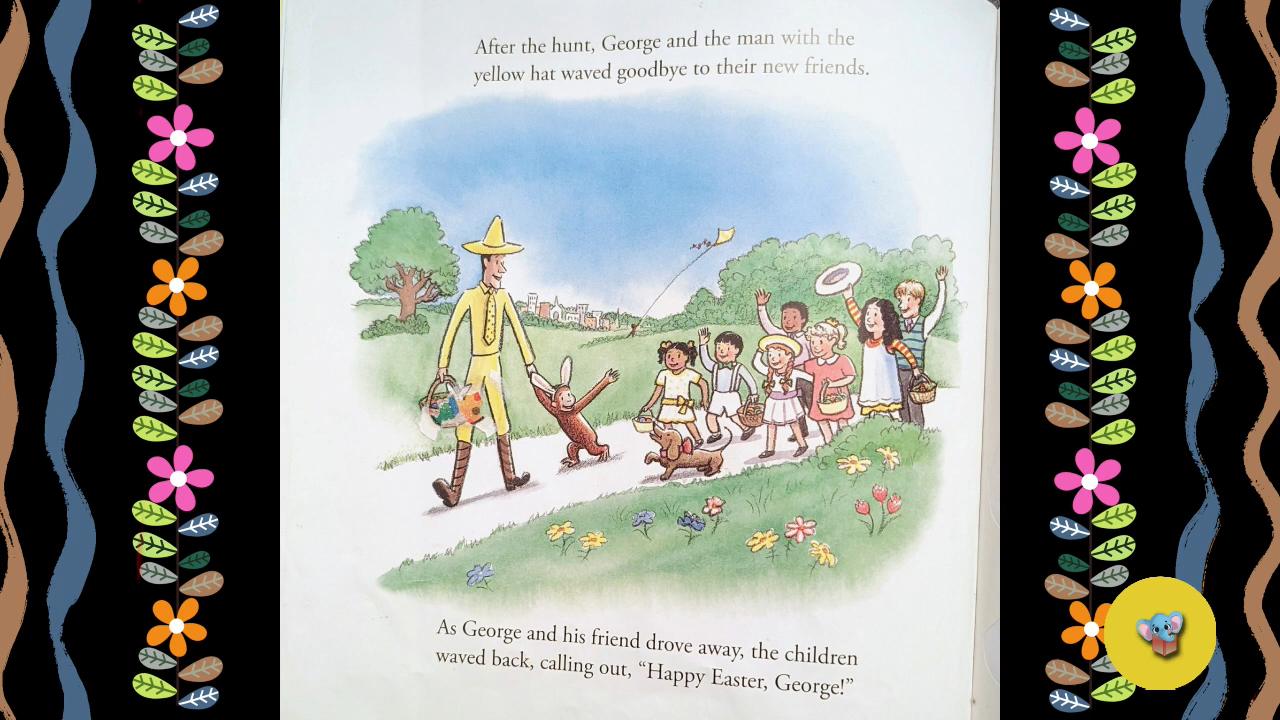 After the hunt, George and the man with the
yellow hat waved goodbye to their new friends.
As George and his friend drove away, the children
waved back, calling out, “Happy Easter, George!”